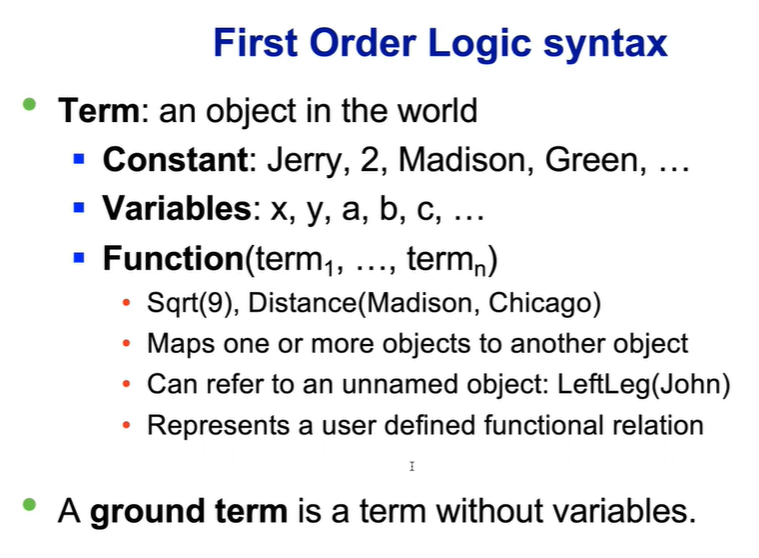 First Order Logic syntax
• Term: an object in the world
▪ Constant: Jerry, 2, Madison, Green, …
▪ Variables: x, y, a, b, c, …
▪ Function(term₁, …, termₙ)
• Sqrt(9), Distance(Madison, Chicago)
• Maps one or more objects to another object
• Can refer to an unnamed object: LeftLeg(John)
• Represents a user defined functional relation
• A ground term is a term without variables.